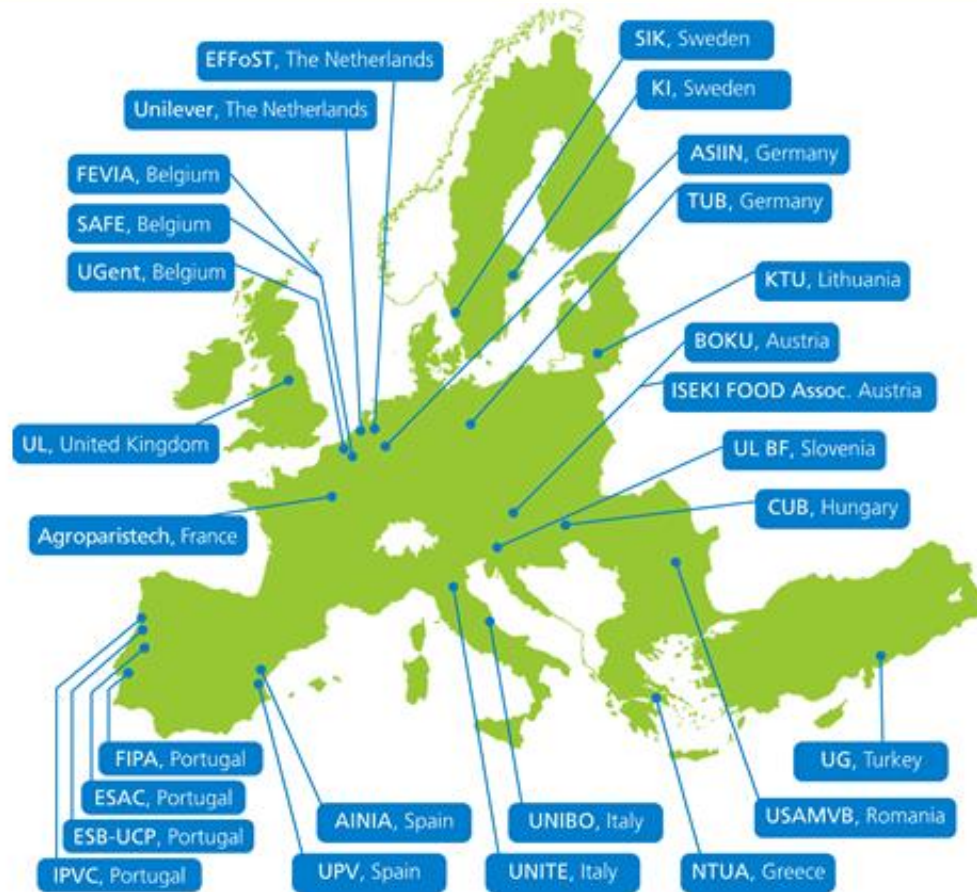 EFFoST, The Netherlands
Unilever, The Netherlands
FEVIA, Belgium
SAFE, Belgium
UGent, Belgium
SIK, Sweden
KI, Sweden
ASIIN, Germany
TUB, Germany
KTU, Lithuania
BOKU, Austria
ISEKI FOOD Assoc. Austria
UL, United Kingdom
UL BF, Slovenia
Agroparistech, France
CUB, Hungary
FIPA, Portugal
ESAC, Portugal
ESB-UCP, Portugal
IPVC, Portugal
AINIA, Spain
UPV, Spain
UNIBO, Italy
UNITE, Italy
UG, Turkey
USAMVB, Romania
NTUA, Greece